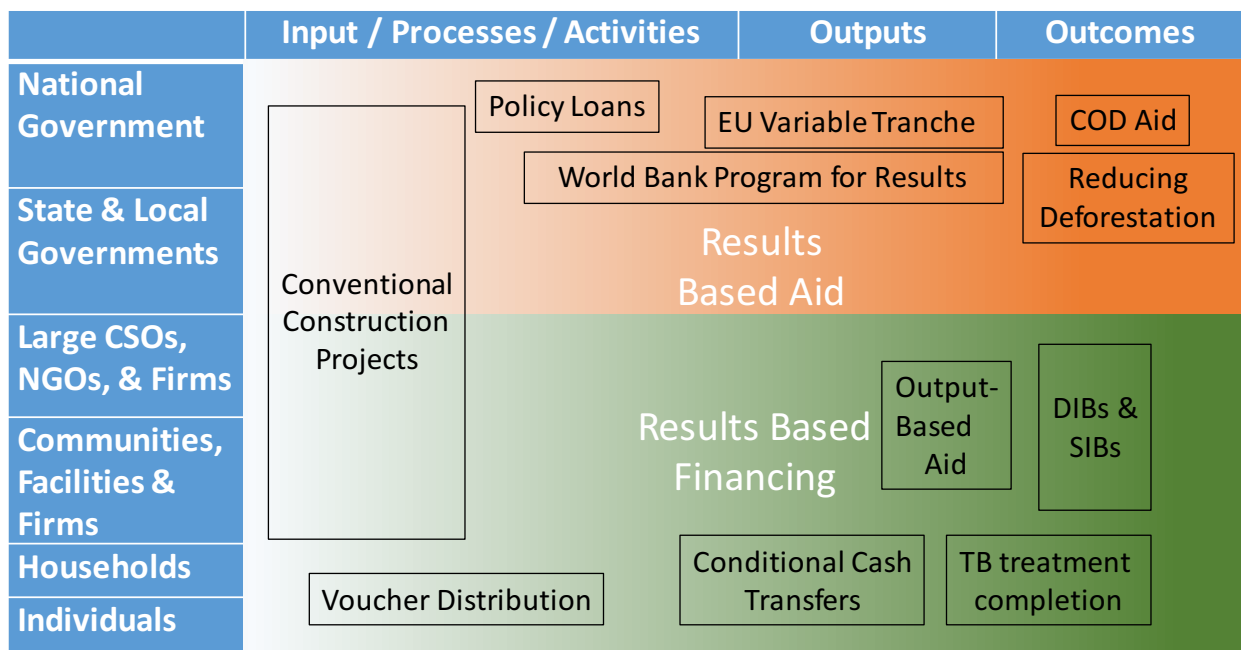 Input / Processes / Activities
Outputs
Outcomes
National
Government
Policy Loans
EU Variable Tranche
COD Aid
World Bank Program for Results
Reducing
Deforestation
State & Local
Governments
Results
Based Aid
Conventional
Construction
Projects
Large CSOs,
NGOs, & Firms
Output-
Based
Aid
DIBs &
SIBs
Results Based
Financing
Communities,
Facilities &
Firms
Households
Individuals
Voucher Distribution
Conditional Cash
Transfers
TB treatment
completion